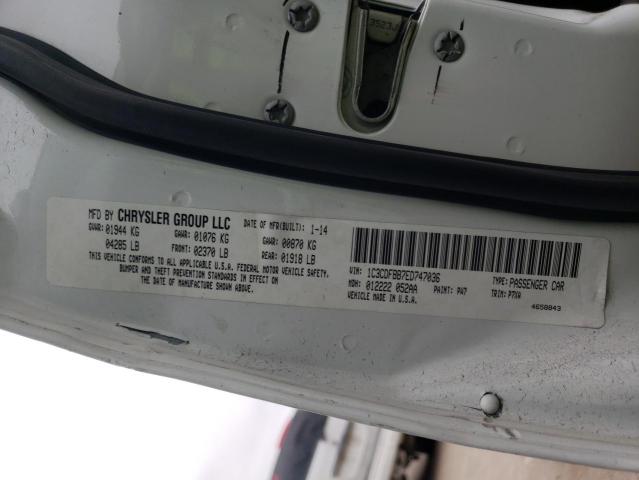 3523J
MFD BY CHRYSLER GROUP LLC DATE OF MFR(BUILT): 1-14
GVWR: 01944 KG GAWR: 01076 KG GAWR: 00870 KG
04285 LB FRONT: 02370 LB REAR: 01918 LB
THIS VEHICLE CONFORMS TO ALL APPLICABLE U.S.A. FEDERAL MOTOR VEHICLE SAFETY,
BUMPER AND THEFT PREVENTION STANDARDS IN EFFECT ON
THE DATE OF MANUFACTURE SHOWN ABOVE.
VIN: 1C3CDFBB7ED747036 TYPE: PASSENGER CAR
MDH: 012222 052AA PAINT: PW7 TRIM: P7XA
VEHICLE MADE IN U.S.A. 4658843